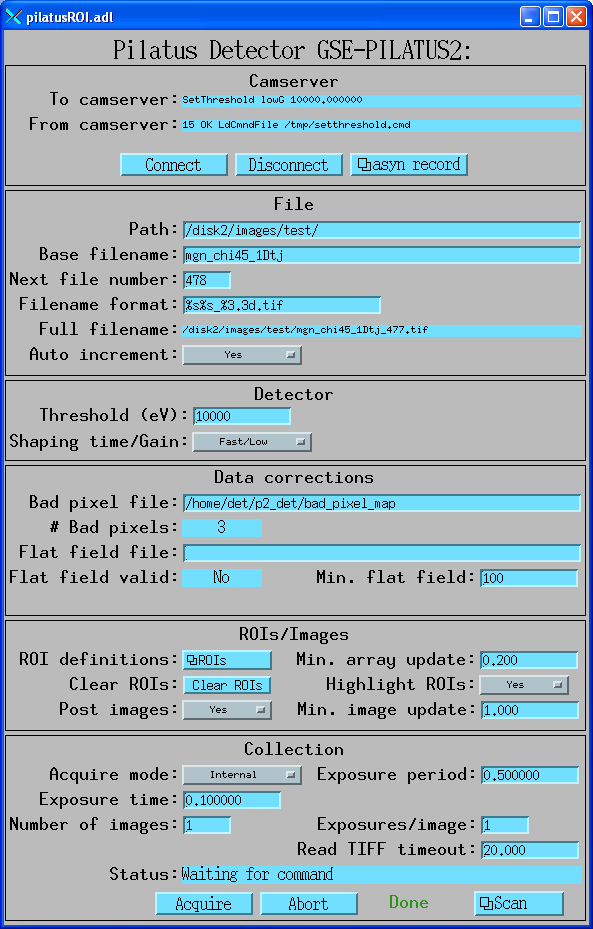 pilatusROI.adl
Pilatus Detector GSE-PILATUS2:
Camserver
To camserver: SetThreshold lowG 10000.000000
From camserver: 15 OK LdCmndFile /tmp/setthreshold.cmd
Connect Disconnect asyn record
File
Path: /disk2/images/test/
Base filename: mgn_chi45_1Dtj
Next file number: 478
Filename format: %s%s_%3.3d.tif
Full filename: /disk2/images/test/mgn_chi45_1Dtj_477.tif
Auto increment: Yes
Detector
Threshold (eV): 10000
Shaping time/Gain: Fast/Low
Data corrections
Bad pixel file: /home/det/p2_det/bad_pixel_map
# Bad pixels: 3
Flat field file:
Flat field valid: No Min. flat field: 100
ROIs/Images
ROI definitions: ROIs Min. array update: 0.200
Clear ROIs: Clear ROIs Highlight ROIs: Yes
Post images: Yes Min. image update: 1.000
Collection
Acquire mode: Internal Exposure period: 0.500000
Exposure time: 0.100000
Number of images: 1 Exposures/image: 1
Read TIFF timeout: 20.000
Status: Waiting for command
Acquire Abort Done Scan